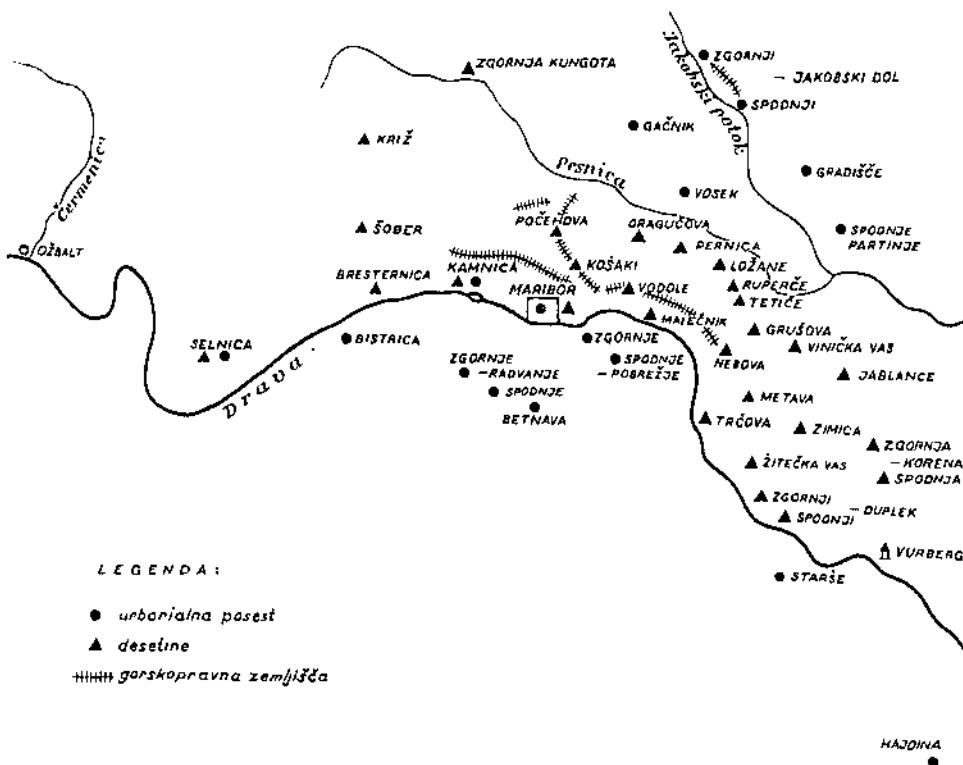 ZGORNJA KUNGOTA
Jakobski potok
ZGORNJI
– JAKOBSKI DOL
SPODNJI
GAČNIK
KRIŽ
Pesnica
GRADIŠČE
VOSEK
Čermenica
OŽBALT
ŠOBER
POČEHOVA
DRAGUČOVA
PERNICA
SPODNJE
PARTINJE
BRESTERNICA
KAMNICA
KOŠAKI
LOŽANE
MARIBOR
VODOLE
RUPERČE
TETIČE
MALEČNIK
GRUŠOVA
SELNICA
BISTRICA
ZGORNJE
VINIČKA VAS
NEBOVA
ZGORNJE
SPODNJE
– RADVANJE
– POBREŽJE
JABLANCE
Drava
SPODNJE
BETNAVA
METAVA
TRČOVA
ZIMICA
ZGORNJA
– KORENA
SPODNJA
ŽITEČKA VAS
ZGORNJI
– DUPLEK
SPODNJI
VURBERG
STARŠE
LEGENDA:
urborialna posest
desetine
gorskopravna zemljišča
HAJDINA